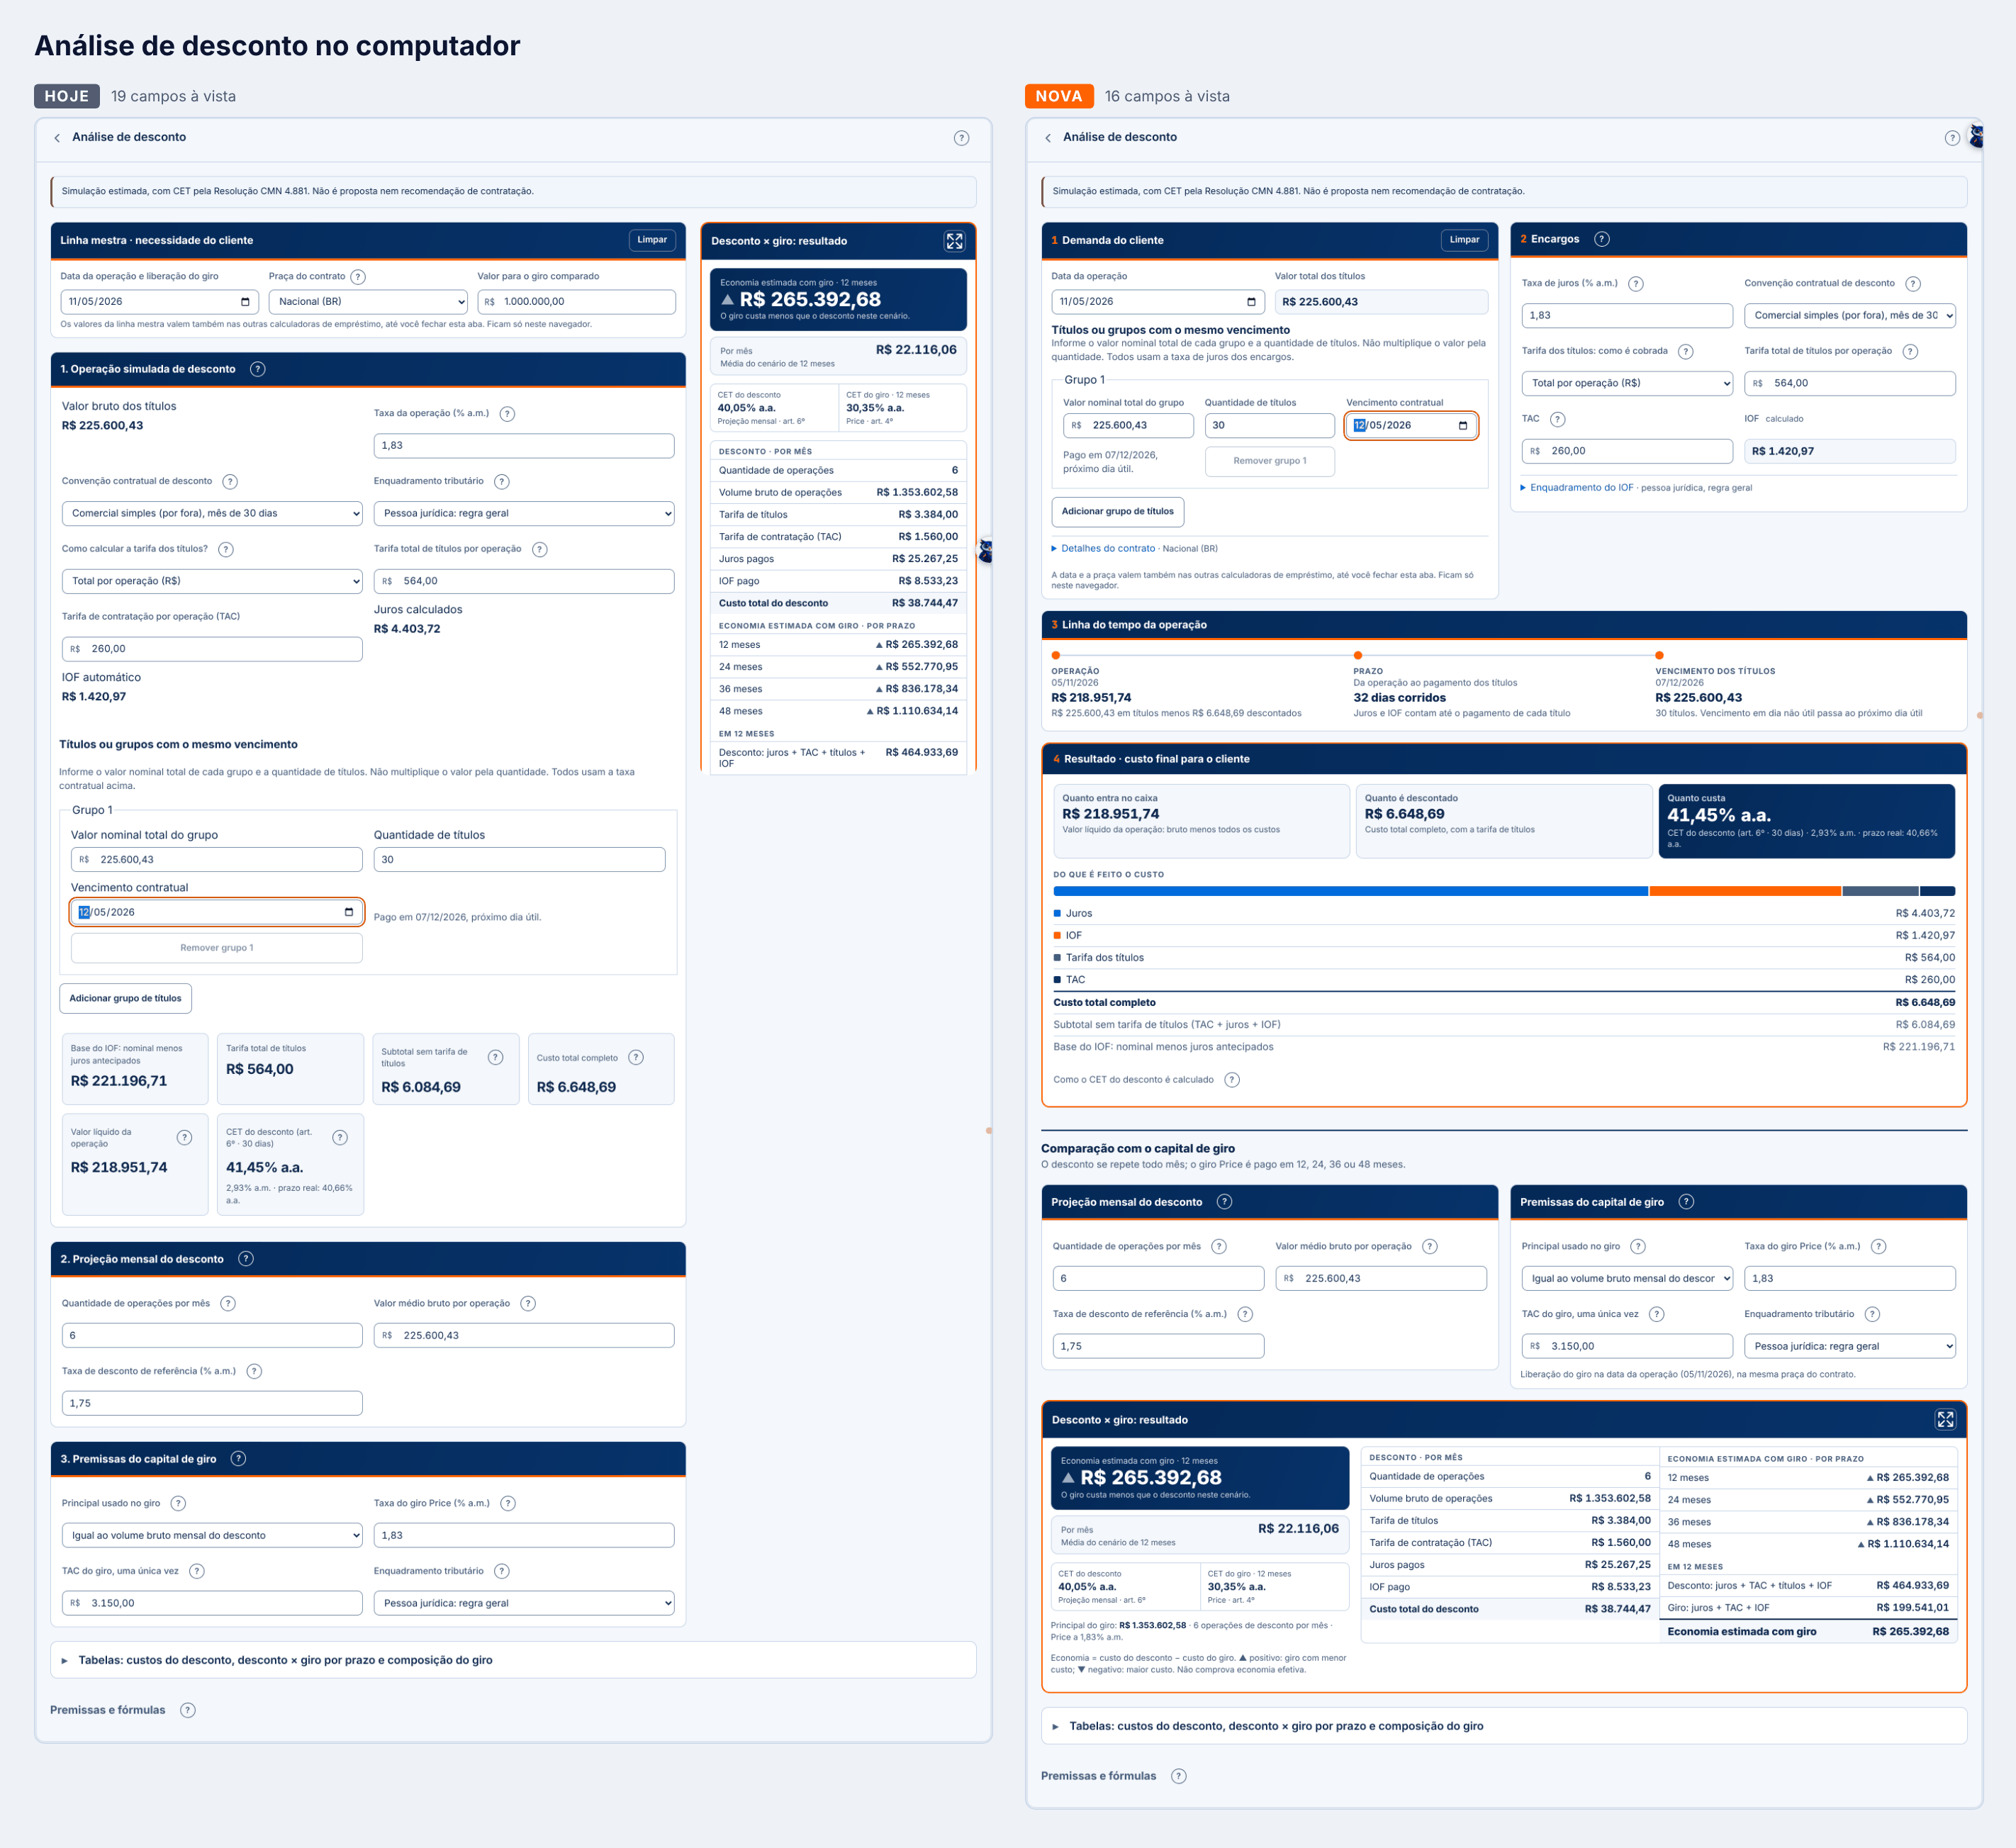 Análise de desconto no computador
HOJE 19 campos à vista
Análise de desconto ?
Simulação estimada, com CET pela Resolução CMN 4.881. Não é proposta nem recomendação de contratação.
Linha mestra · necessidade do cliente Limpar
Data da operação e liberação do giro Praça do contrato ? Valor para o giro comparado
11/05/2026 Nacional (BR) R$ 1.000.000,00
Os valores da linha mestra valem também nas outras calculadoras de empréstimo, até você fechar esta aba. Ficam só neste navegador.
1. Operação simulada de desconto ?
Valor bruto dos títulos
R$ 225.600,43
Taxa da operação (% a.m.) ?
1,83
Convenção contratual de desconto ? Enquadramento tributário ?
Comercial simples (por fora), mês de 30 dias Pessoa jurídica: regra geral
Como calcular a tarifa dos títulos? ? Tarifa total de títulos por operação ?
Total por operação (R$) R$ 564,00
Tarifa de contratação por operação (TAC)
R$ 260,00
Juros calculados
R$ 4.403,72
IOF automático
R$ 1.420,97
Títulos ou grupos com o mesmo vencimento
Informe o valor nominal total de cada grupo e a quantidade de títulos. Não multiplique o valor pela quantidade. Todos usam a taxa
contratual acima.
Grupo 1
Valor nominal total do grupo Quantidade de títulos
R$ 225.600,43 30
Vencimento contratual
12/05/2026 Pago em 07/12/2026, próximo dia útil.
Remover grupo 1
Adicionar grupo de títulos
Base do IOF: nominal menos
juros antecipados
R$ 221.196,71
Tarifa total de títulos
R$ 564,00
Subtotal sem tarifa de
títulos ?
R$ 6.084,69
Custo total completo ?
R$ 6.648,69
Valor líquido da
operação ?
R$ 218.951,74
CET do desconto (art.
6º · 30 dias) ?
41,45% a.a.
2,93% a.m. · prazo real: 40,66%
a.a.
2. Projeção mensal do desconto ?
Quantidade de operações por mês ? Valor médio bruto por operação ?
6 R$ 225.600,43
Taxa de desconto de referência (% a.m.) ?
1,75
3. Premissas do capital de giro ?
Principal usado no giro ? Taxa do giro Price (% a.m.) ?
Igual ao volume bruto mensal do desconto 1,83
TAC do giro, uma única vez ? Enquadramento tributário ?
R$ 3.150,00 Pessoa jurídica: regra geral
Desconto × giro: resultado
Economia estimada com giro · 12 meses
▲ R$ 265.392,68
O giro custa menos que o desconto neste cenário.
Por mês R$ 22.116,06
Média do cenário de 12 meses
CET do desconto
40,05% a.a.
Projeção mensal · art. 6º
CET do giro · 12 meses
30,35% a.a.
Price · art. 4º
DESCONTO · POR MÊS
Quantidade de operações 6
Volume bruto de operações R$ 1.353.602,58
Tarifa de títulos R$ 3.384,00
Tarifa de contratação (TAC) R$ 1.560,00
Juros pagos R$ 25.267,25
IOF pago R$ 8.533,23
Custo total do desconto R$ 38.744,47
ECONOMIA ESTIMADA COM GIRO · POR PRAZO
12 meses ▲ R$ 265.392,68
24 meses ▲ R$ 552.770,95
36 meses ▲ R$ 836.178,34
48 meses ▲ R$ 1.110.634,14
EM 12 MESES
Desconto: juros + TAC + títulos + R$ 464.933,69
IOF
▸ Tabelas: custos do desconto, desconto × giro por prazo e composição do giro
Premissas e fórmulas ?
NOVA 16 campos à vista
Análise de desconto ?
Simulação estimada, com CET pela Resolução CMN 4.881. Não é proposta nem recomendação de contratação.
1 Demanda do cliente Limpar
Data da operação Valor total dos títulos
11/05/2026 R$ 225.600,43
Títulos ou grupos com o mesmo vencimento
Informe o valor nominal total de cada grupo e a quantidade de títulos. Não multiplique o valor pela
quantidade. Todos usam a taxa de juros dos encargos.
Grupo 1
Valor nominal total do grupo Quantidade de títulos Vencimento contratual
R$ 225.600,43 30 12/05/2026
Pago em 07/12/2026,
próximo dia útil.
Remover grupo 1
Adicionar grupo de títulos
▸ Detalhes do contrato · Nacional (BR)
A data e a praça valem também nas outras calculadoras de empréstimo, até você fechar esta aba. Ficam só
neste navegador.
2 Encargos ?
Taxa de juros (% a.m.) ? Convenção contratual de desconto ?
1,83 Comercial simples (por fora), mês de 30
Tarifa dos títulos: como é cobrada ? Tarifa total de títulos por operação ?
Total por operação (R$) R$ 564,00
TAC ? IOF calculado
R$ 260,00 R$ 1.420,97
▸ Enquadramento do IOF · pessoa jurídica, regra geral
3 Linha do tempo da operação
OPERAÇÃO
05/11/2026
R$ 218.951,74
R$ 225.600,43 em títulos menos R$ 6.648,69 descontados
PRAZO
Da operação ao pagamento dos títulos
32 dias corridos
Juros e IOF contam até o pagamento de cada título
VENCIMENTO DOS TÍTULOS
07/12/2026
R$ 225.600,43
30 títulos. Vencimento em dia não útil passa ao próximo dia útil
4 Resultado · custo final para o cliente
Quanto entra no caixa
R$ 218.951,74
Valor líquido da operação: bruto menos todos os custos
Quanto é descontado
R$ 6.648,69
Custo total completo, com a tarifa de títulos
Quanto custa
41,45% a.a.
CET do desconto (art. 6º · 30 dias) · 2,93% a.m. · prazo real: 40,66%
a.a.
DO QUE É FEITO O CUSTO
Juros R$ 4.403,72
IOF R$ 1.420,97
Tarifa dos títulos R$ 564,00
TAC R$ 260,00
Custo total completo R$ 6.648,69
Subtotal sem tarifa de títulos (TAC + juros + IOF) R$ 6.084,69
Base do IOF: nominal menos juros antecipados R$ 221.196,71
Como o CET do desconto é calculado ?
Comparação com o capital de giro
O desconto se repete todo mês; o giro Price é pago em 12, 24, 36 ou 48 meses.
Projeção mensal do desconto ?
Quantidade de operações por mês ? Valor médio bruto por operação ?
6 R$ 225.600,43
Taxa de desconto de referência (% a.m.) ?
1,75
Premissas do capital de giro ?
Principal usado no giro ? Taxa do giro Price (% a.m.) ?
Igual ao volume bruto mensal do descor 1,83
TAC do giro, uma única vez ? Enquadramento tributário ?
R$ 3.150,00 Pessoa jurídica: regra geral
Liberação do giro na data da operação (05/11/2026), na mesma praça do contrato.
Desconto × giro: resultado
Economia estimada com giro · 12 meses
▲ R$ 265.392,68
O giro custa menos que o desconto neste cenário.
Por mês R$ 22.116,06
Média do cenário de 12 meses
CET do desconto
40,05% a.a.
Projeção mensal · art. 6º
CET do giro · 12 meses
30,35% a.a.
Price · art. 4º
Principal do giro: R$ 1.353.602,58 · 6 operações de desconto por mês ·
Price a 1,83% a.m.
Economia = custo do desconto − custo do giro. ▲ positivo: giro com menor
custo; ▼ negativo: maior custo. Não comprova economia efetiva.
DESCONTO · POR MÊS
Quantidade de operações 6
Volume bruto de operações R$ 1.353.602,58
Tarifa de títulos R$ 3.384,00
Tarifa de contratação (TAC) R$ 1.560,00
Juros pagos R$ 25.267,25
IOF pago R$ 8.533,23
Custo total do desconto R$ 38.744,47
ECONOMIA ESTIMADA COM GIRO · POR PRAZO
12 meses ▲ R$ 265.392,68
24 meses ▲ R$ 552.770,95
36 meses ▲ R$ 836.178,34
48 meses ▲ R$ 1.110.634,14
EM 12 MESES
Desconto: juros + TAC + títulos + IOF R$ 464.933,69
Giro: juros + TAC + IOF R$ 199.541,01
Economia estimada com giro R$ 265.392,68
▸ Tabelas: custos do desconto, desconto × giro por prazo e composição do giro
Premissas e fórmulas ?